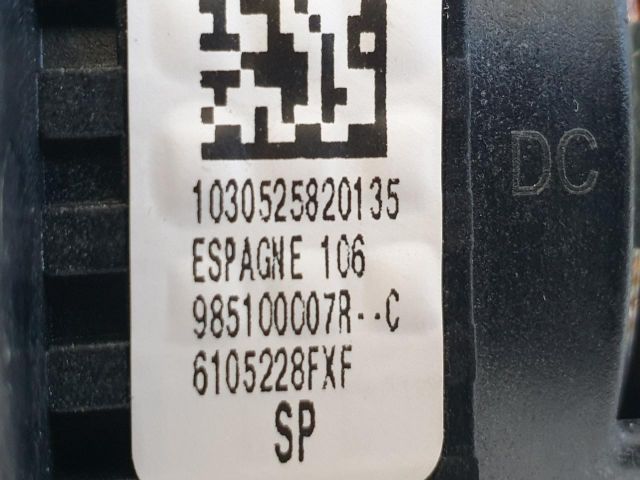 1030525820135
ESPAGNE 106
985100007R--C
6105228FXF
SP
DC